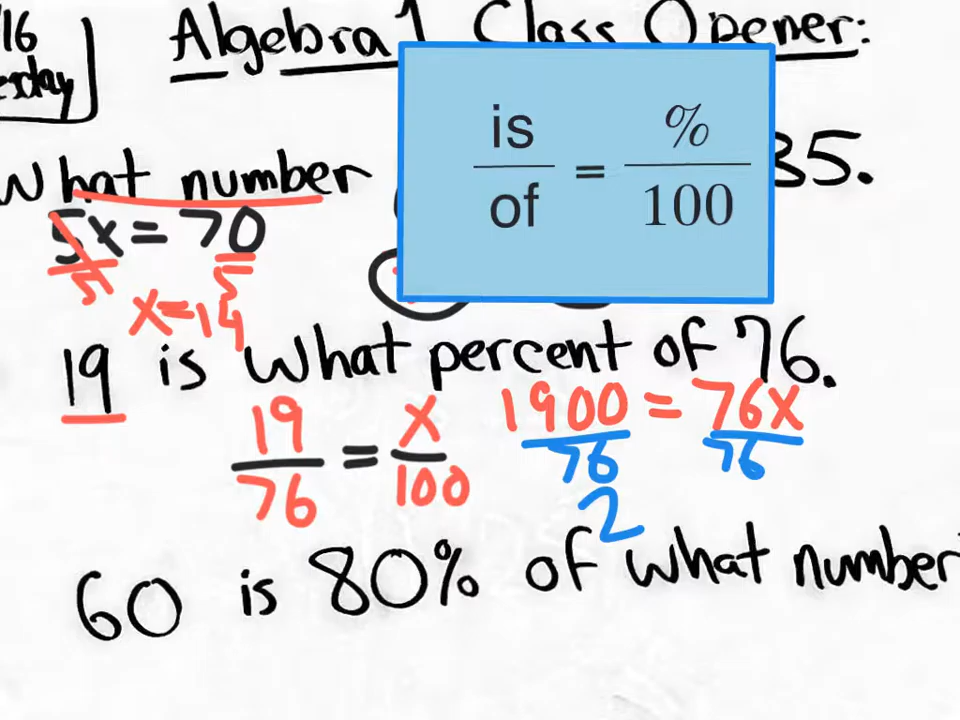 16 Algebra 1 Class Opener:
What number 35.
is / of = % / 100
5x = 70
5 5
x=14
19 is what percent of 76.
19 / 76 = x / 100
1900 = 76x
76 76
2
60 is 80% of what number